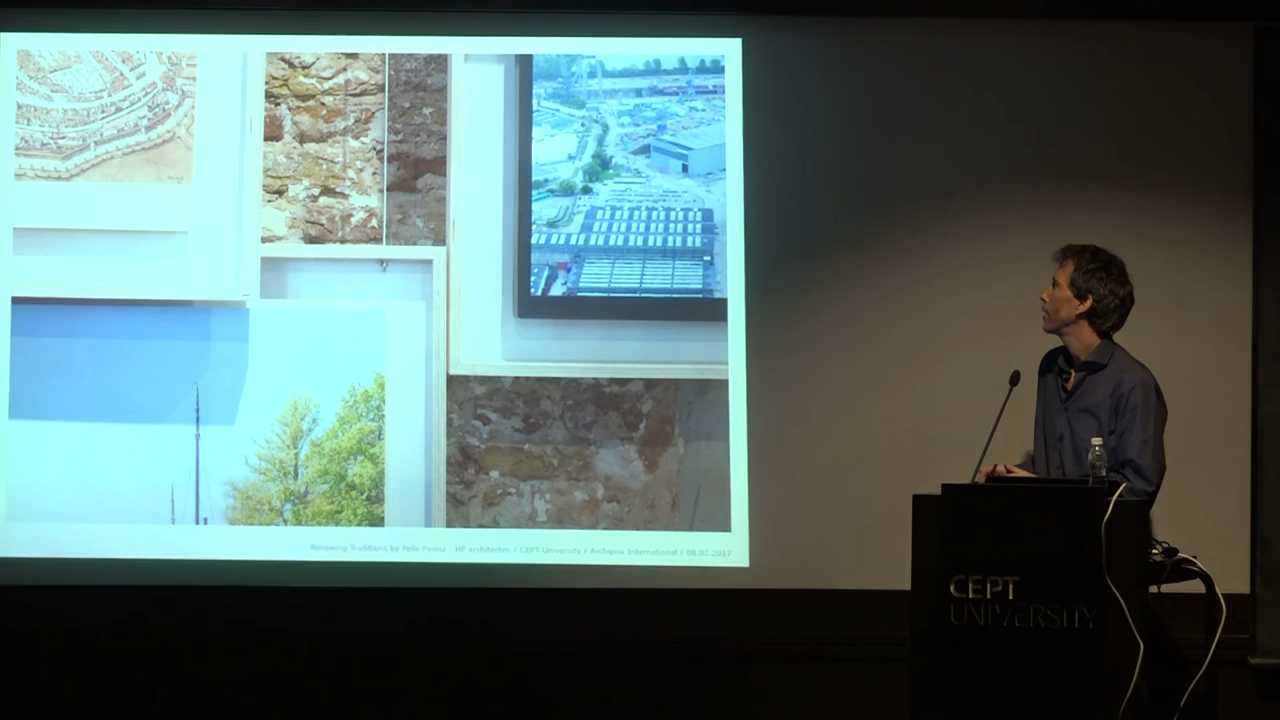 Renewing Traditions by Pelle Poiesz - HP architecten / CEPT University / Archiprix International / 08.02.2017
CEPT
UNIVERSITY